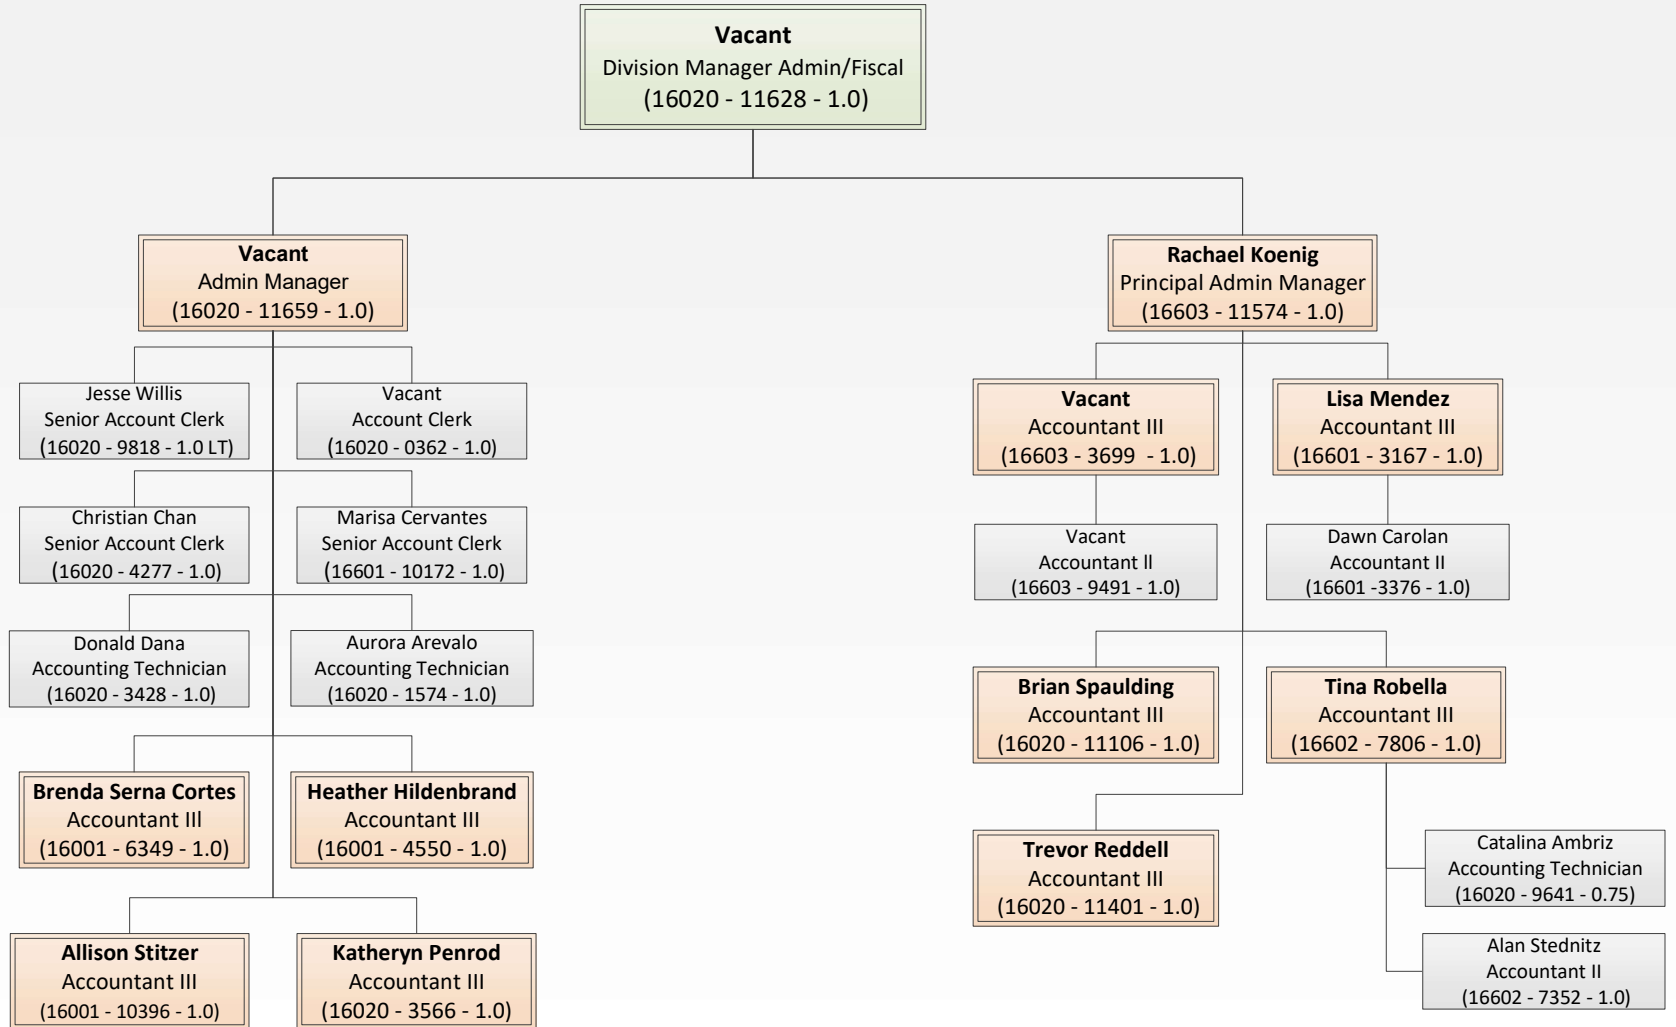 Vacant
Division Manager Admin/Fiscal
(16020 - 11628 - 1.0)
Vacant
Admin Manager
(16020 - 11659 - 1.0)
Jesse Willis
Senior Account Clerk
(16020 - 9818 - 1.0 LT)
Vacant
Account Clerk
(16020 - 0362 - 1.0)
Christian Chan
Senior Account Clerk
(16020 - 4277 - 1.0)
Marisa Cervantes
Senior Account Clerk
(16601 - 10172 - 1.0)
Donald Dana
Accounting Technician
(16020 - 3428 - 1.0)
Aurora Arevalo
Accounting Technician
(16020 - 1574 - 1.0)
Brenda Serna Cortes
Accountant III
(16001 - 6349 - 1.0)
Heather Hildenbrand
Accountant III
(16001 - 4550 - 1.0)
Allison Stitzer
Accountant III
(16001 - 10396 - 1.0)
Katheryn Penrod
Accountant III
(16020 - 3566 - 1.0)
Rachael Koenig
Principal Admin Manager
(16603 - 11574 - 1.0)
Vacant
Accountant III
(16603 - 3699  - 1.0)
Lisa Mendez
Accountant III
(16601 - 3167 - 1.0)
Vacant
Accountant ll
(16603 - 9491 - 1.0)
Dawn Carolan
Accountant II
(16601 -3376 - 1.0)
Brian Spaulding
Accountant III
(16020 - 11106 - 1.0)
Tina Robella
Accountant III
(16602 - 7806 - 1.0)
Trevor Reddell
Accountant III
(16020 - 11401 - 1.0)
Catalina Ambriz
Accounting Technician
(16020 - 9641 - 0.75)
Alan Stednitz
Accountant II
(16602 - 7352 - 1.0)